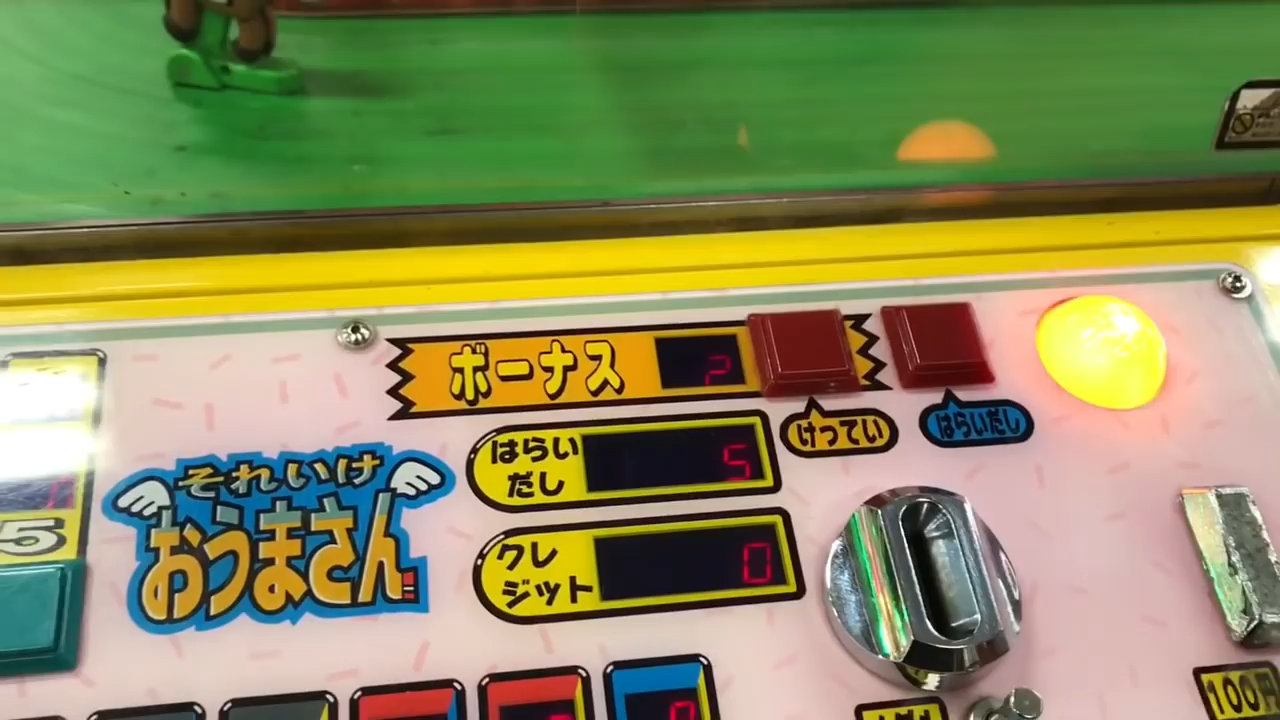 ボーナス 2
けってい はらいだし
はらい
だし 5
それいけ
おうまさん!!
クレ
ジット 0
5
100円
0